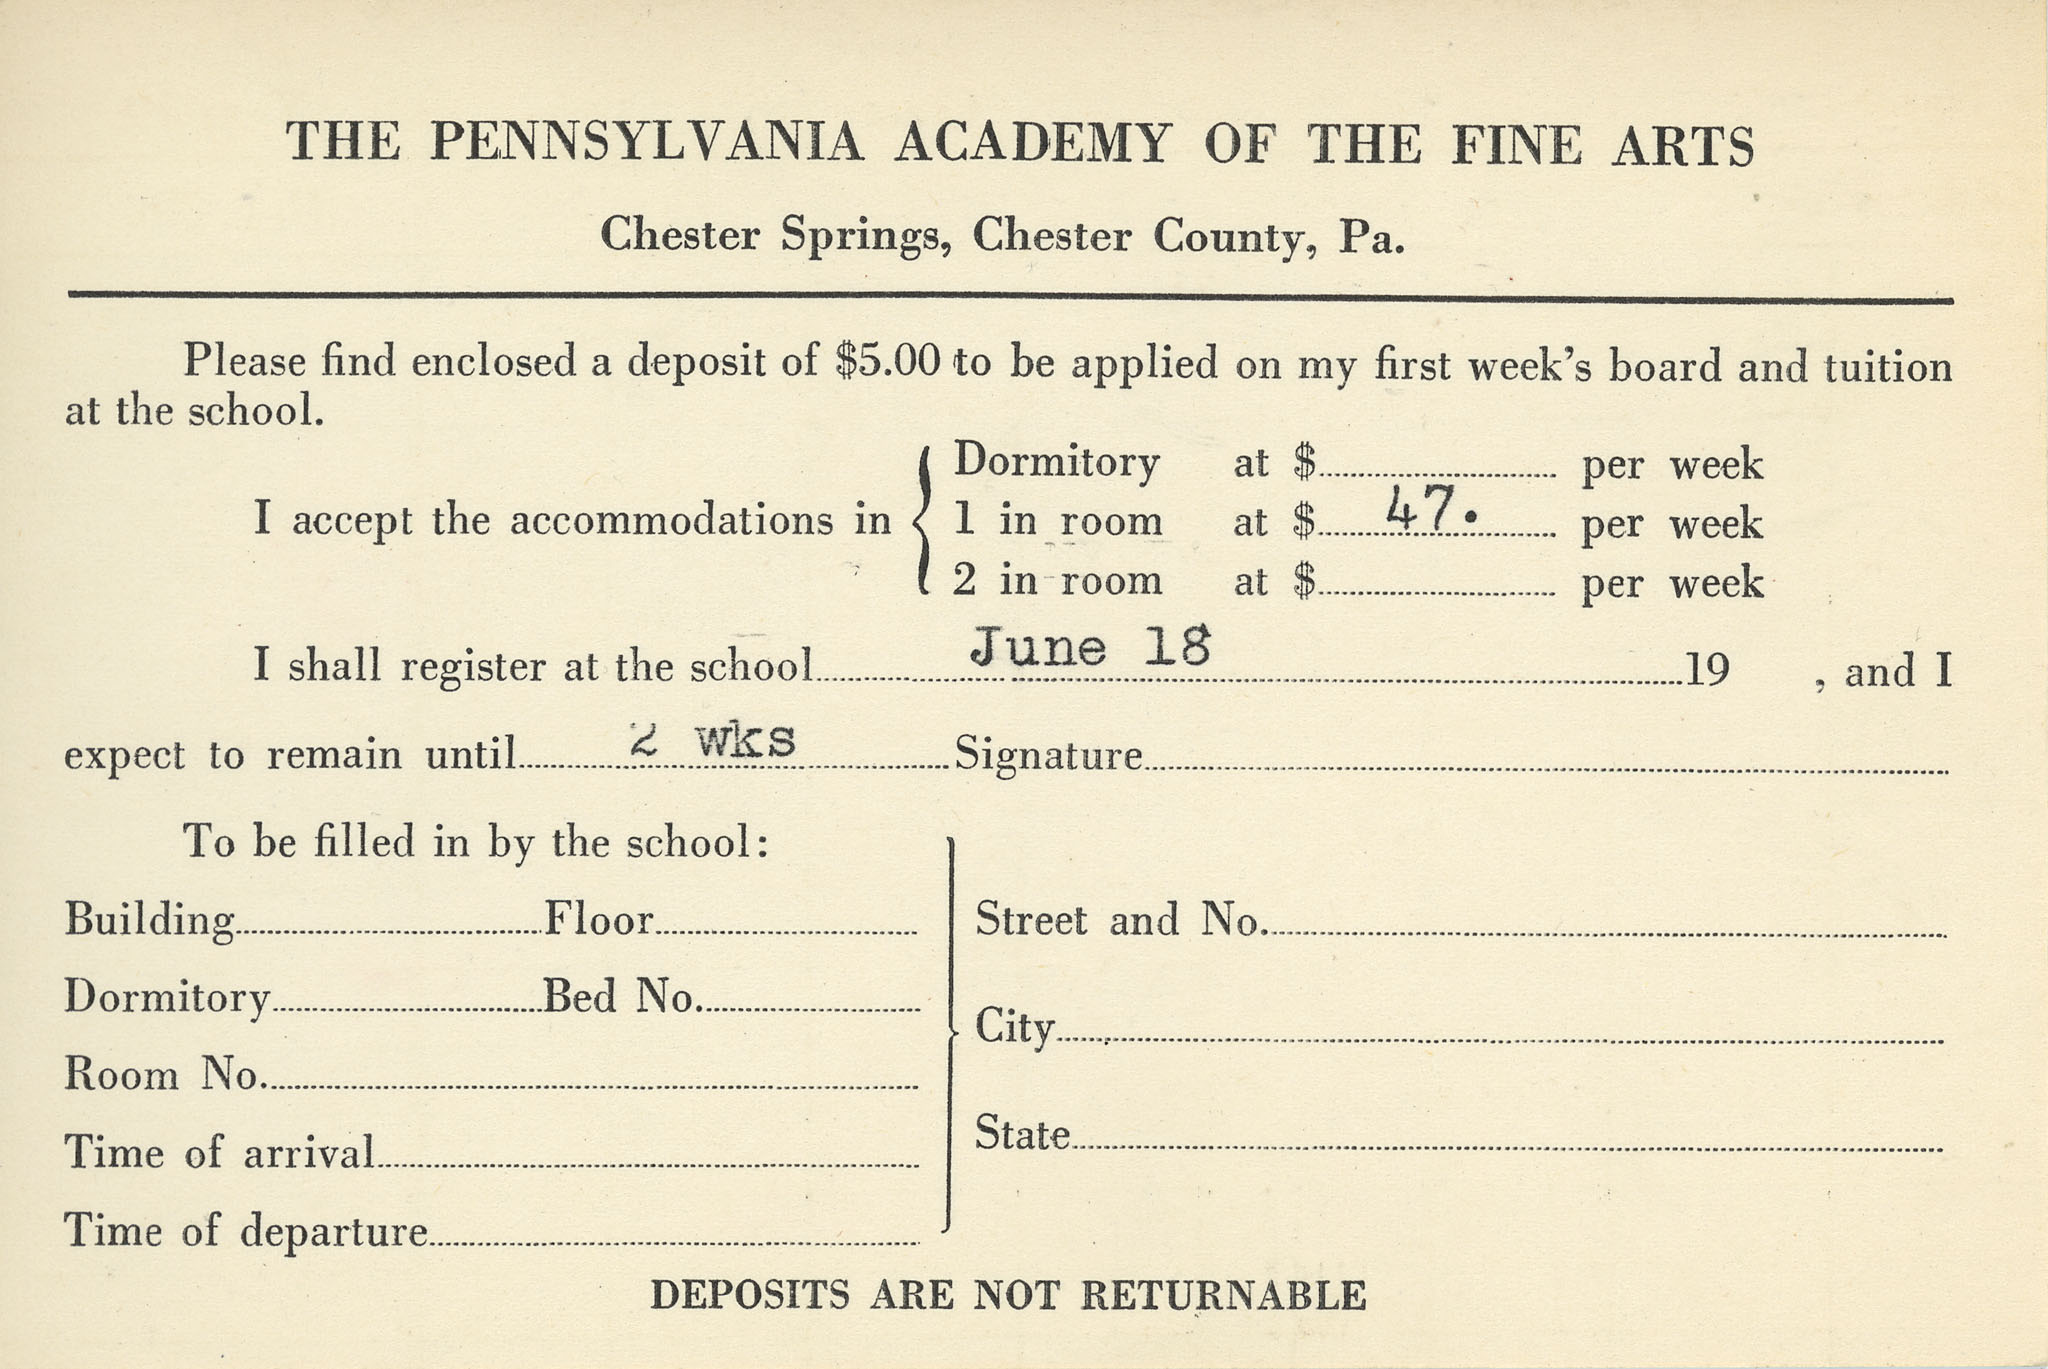 THE PENNSYLVANIA ACADEMY OF THE FINE ARTS
Chester Springs, Chester County, Pa.
Please find enclosed a deposit of $5.00 to be applied on my first week's board and tuition
at the school.
Dormitory at $ per week
I accept the accommodations in { 1 in room at $ 47. per week
2 in room at $ per week
I shall register at the school June 18 19 , and I
expect to remain until 2 wks Signature
To be filled in by the school:
Building Floor
Dormitory Bed No.
Room No.
Time of arrival
Time of departure
Street and No.
City
State
DEPOSITS ARE NOT RETURNABLE